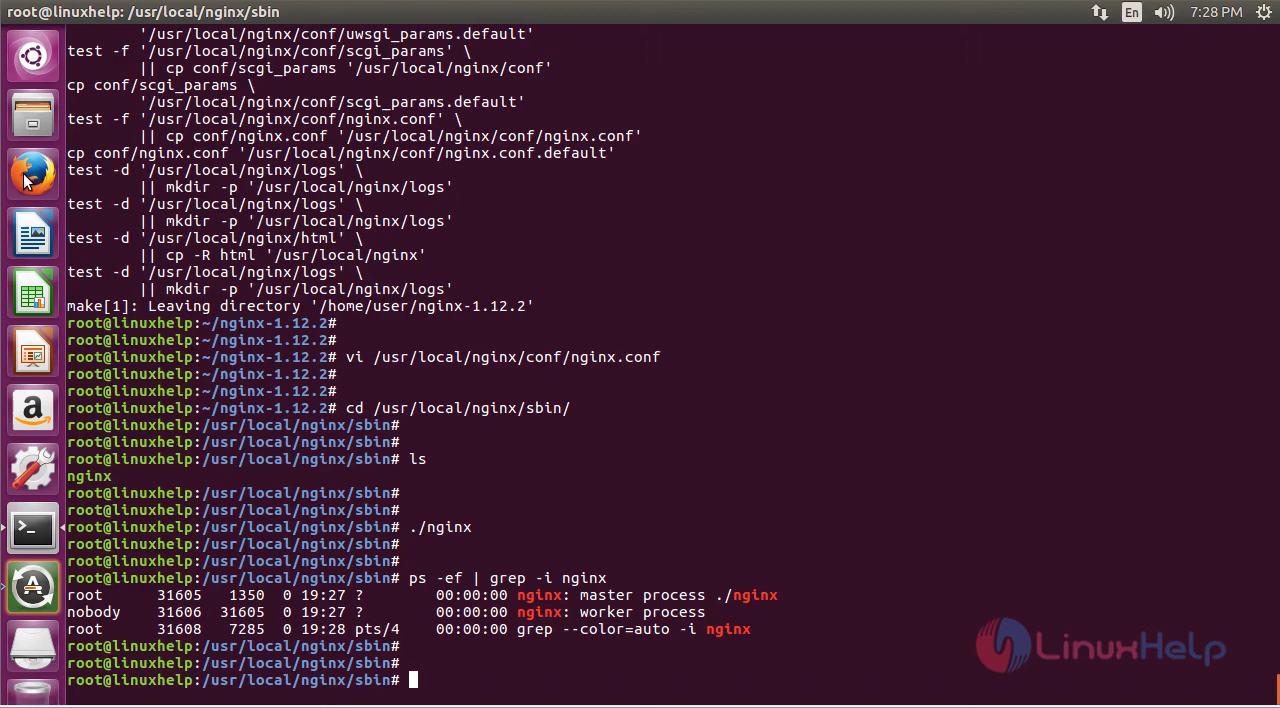 root@linuxhelp: /usr/local/nginx/sbin
En
7:28 PM
'/usr/local/nginx/conf/uwsgi_params.default'
test -f '/usr/local/nginx/conf/scgi_params' \
|| cp conf/scgi_params '/usr/local/nginx/conf'
cp conf/scgi_params \
'/usr/local/nginx/conf/scgi_params.default'
test -f '/usr/local/nginx/conf/nginx.conf' \
|| cp conf/nginx.conf '/usr/local/nginx/conf/nginx.conf'
cp conf/nginx.conf '/usr/local/nginx/conf/nginx.conf.default'
test -d '/usr/local/nginx/logs' \
|| mkdir -p '/usr/local/nginx/logs'
test -d '/usr/local/nginx/logs' \
|| mkdir -p '/usr/local/nginx/logs'
test -d '/usr/local/nginx/html' \
|| cp -R html '/usr/local/nginx'
test -d '/usr/local/nginx/logs' \
|| mkdir -p '/usr/local/nginx/logs'
make[1]: Leaving directory '/home/user/nginx-1.12.2'
root@linuxhelp:~/nginx-1.12.2#
root@linuxhelp:~/nginx-1.12.2#
root@linuxhelp:~/nginx-1.12.2# vi /usr/local/nginx/conf/nginx.conf
root@linuxhelp:~/nginx-1.12.2#
root@linuxhelp:~/nginx-1.12.2#
root@linuxhelp:~/nginx-1.12.2# cd /usr/local/nginx/sbin/
root@linuxhelp:/usr/local/nginx/sbin#
root@linuxhelp:/usr/local/nginx/sbin#
root@linuxhelp:/usr/local/nginx/sbin# ls
nginx
root@linuxhelp:/usr/local/nginx/sbin#
root@linuxhelp:/usr/local/nginx/sbin#
root@linuxhelp:/usr/local/nginx/sbin# ./nginx
root@linuxhelp:/usr/local/nginx/sbin#
root@linuxhelp:/usr/local/nginx/sbin#
root@linuxhelp:/usr/local/nginx/sbin# ps -ef | grep -i nginx
root 31605 1350 0 19:27 ? 00:00:00 nginx: master process ./nginx
nobody 31606 31605 0 19:27 ? 00:00:00 nginx: worker process
root 31608 7285 0 19:28 pts/4 00:00:00 grep --color=auto -i nginx
root@linuxhelp:/usr/local/nginx/sbin#
root@linuxhelp:/usr/local/nginx/sbin#
root@linuxhelp:/usr/local/nginx/sbin#
LinuxHelp